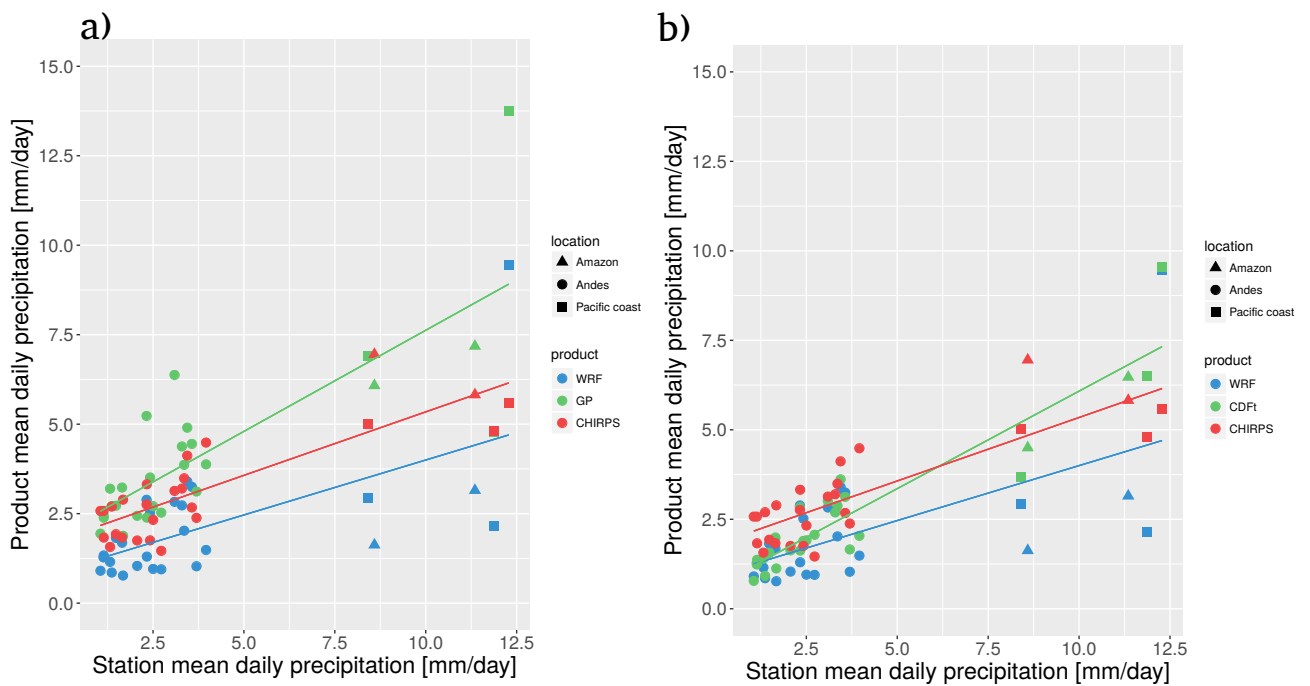 a)
Product mean daily precipitation [mm/day]
15.0
12.5
10.0
7.5
5.0
2.5
0.0
2.5 5.0 7.5 10.0 12.5
Station mean daily precipitation [mm/day]
location
Amazon
Andes
Pacific coast
product
WRF
GP
CHIRPS
b)
Product mean daily precipitation [mm/day]
15.0
12.5
10.0
7.5
5.0
2.5
0.0
2.5 5.0 7.5 10.0 12.5
Station mean daily precipitation [mm/day]
location
Amazon
Andes
Pacific coast
product
WRF
CDFt
CHIRPS